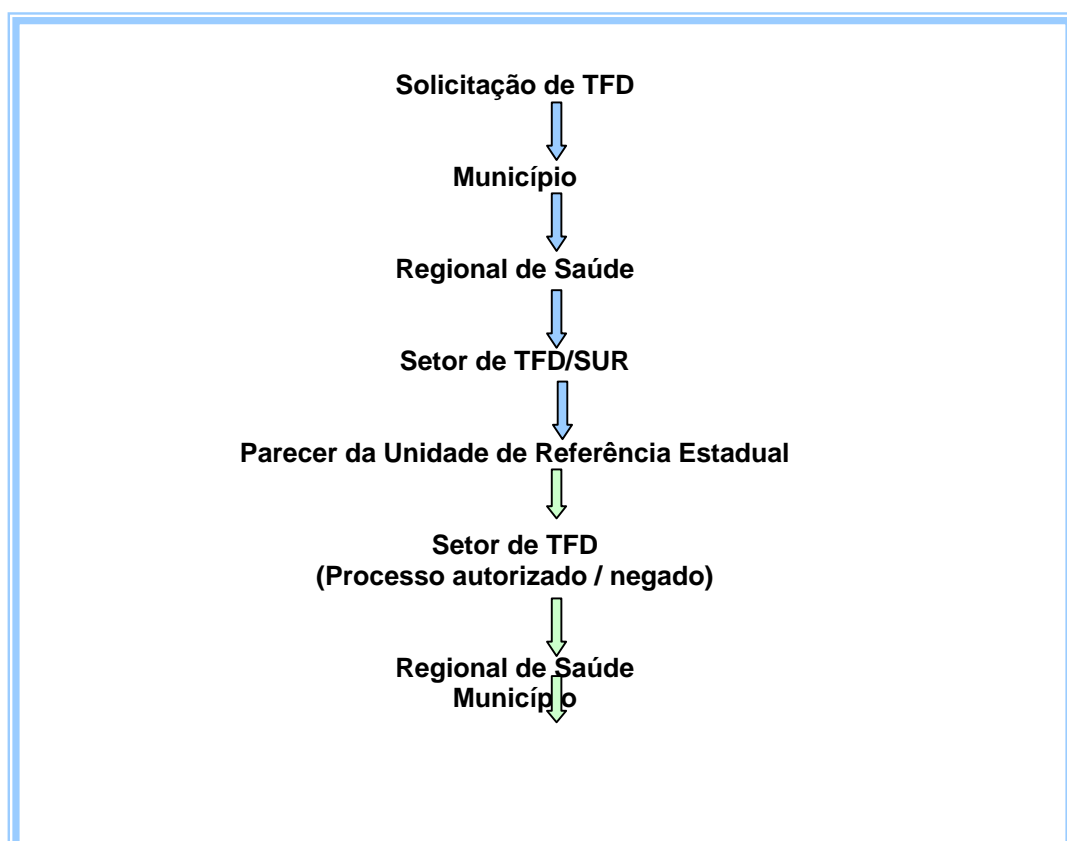 Solicitação de TFD
Município
Regional de Saúde
Setor de TFD/SUR
Parecer da Unidade de Referência Estadual
Setor de TFD
(Processo autorizado / negado)
Regional de Saúde
Município